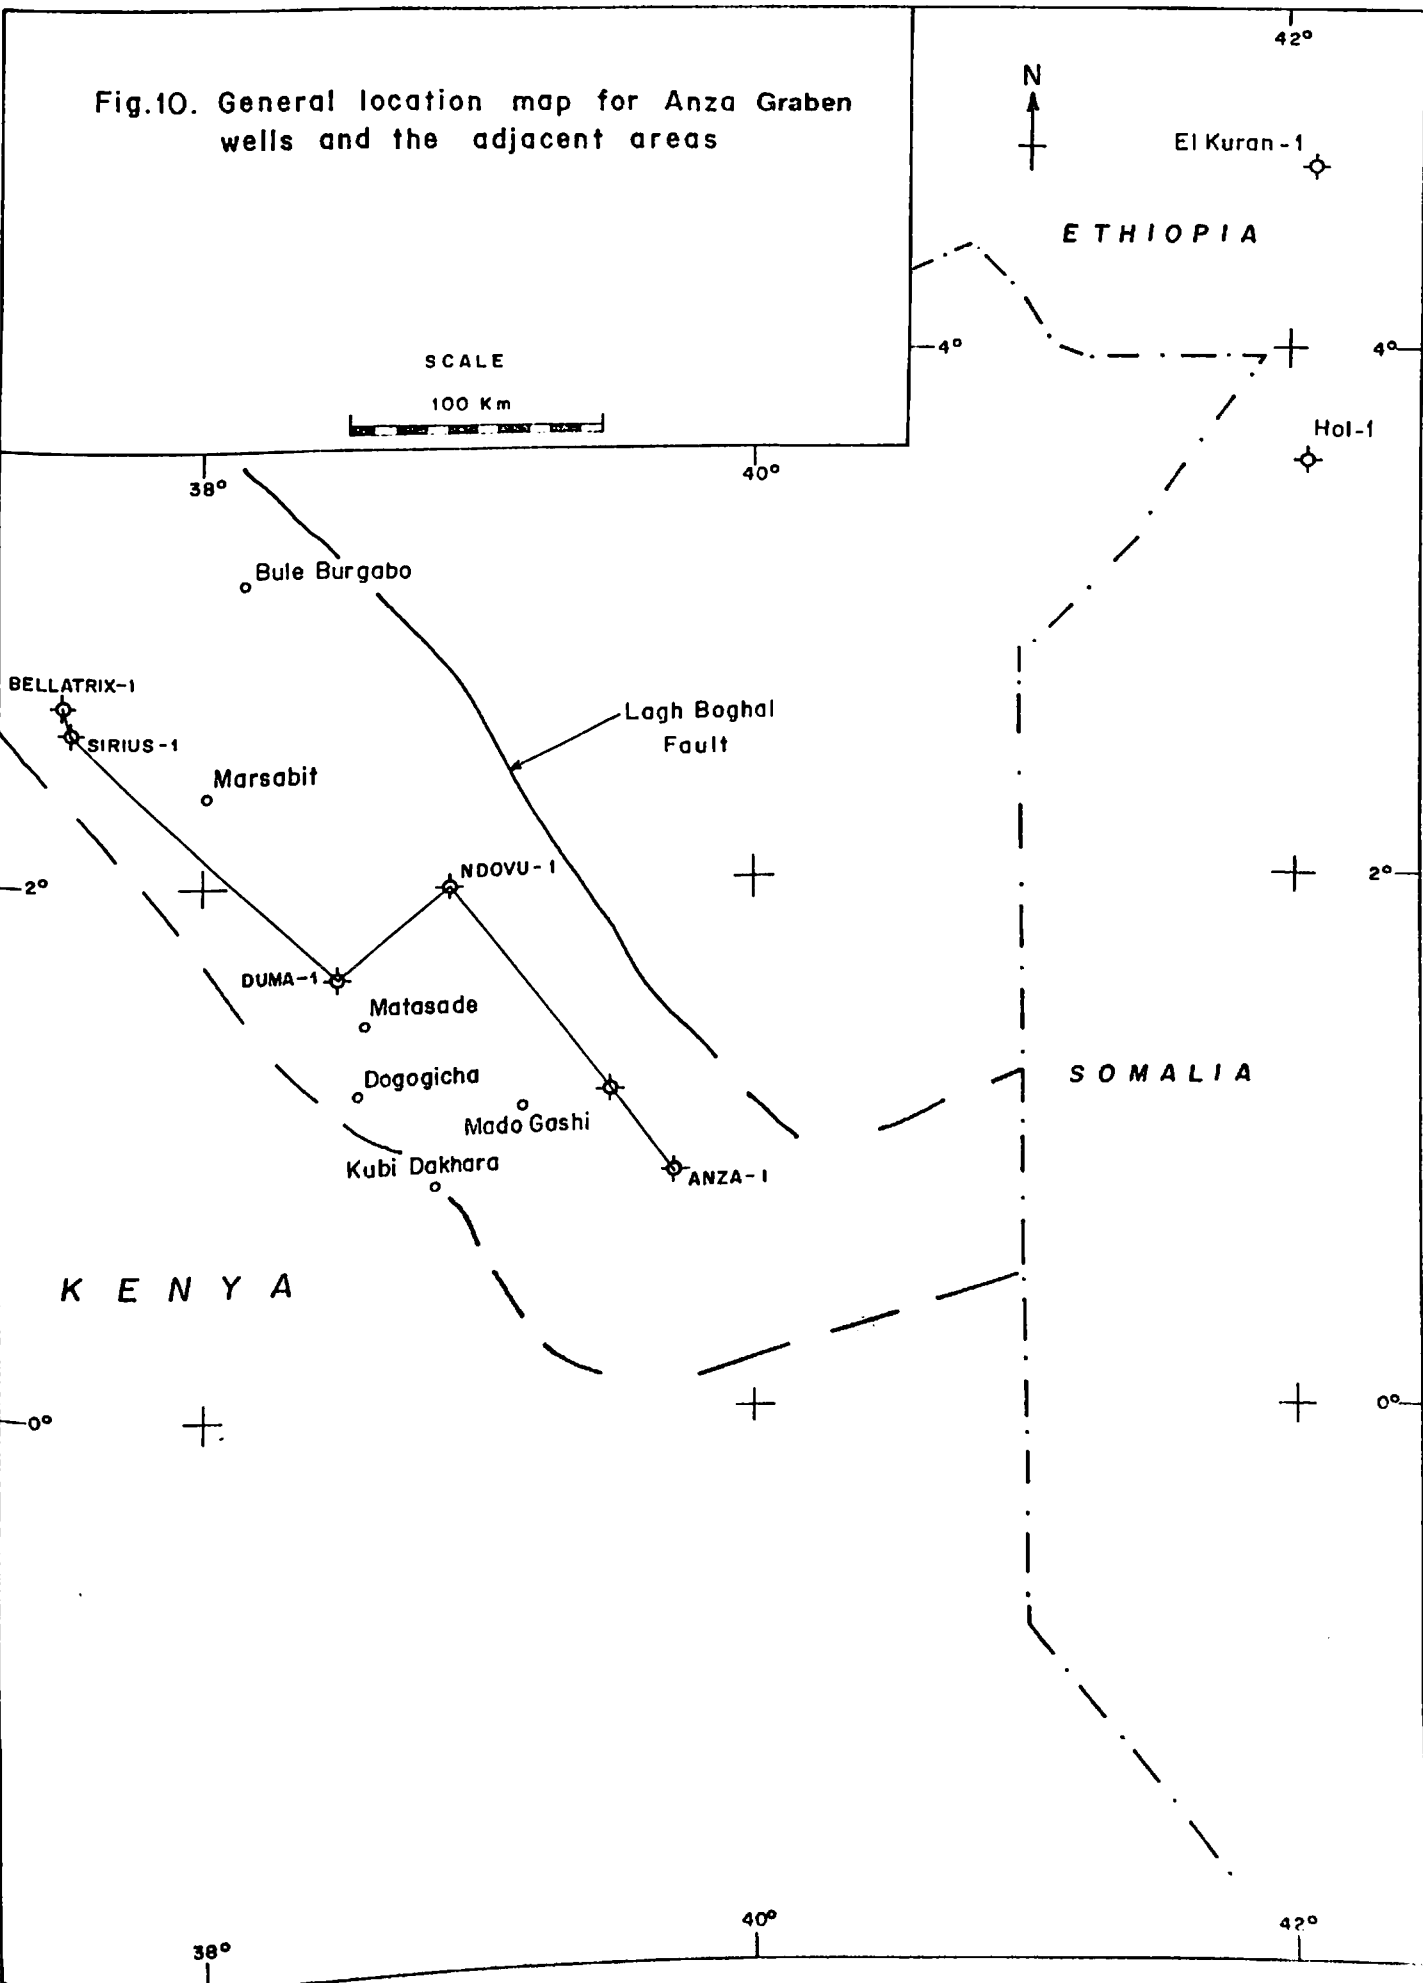 Fig.10. General location map for Anza Graben
wells and the adjacent areas
SCALE
100 Km
42°
N
El Kuran-1
ETHIOPIA
4°
4°
Hol-1
38°
40°
Bule Burgabo
BELLATRIX-1
SIRIUS-1
Lagh Boghal
Fault
Marsabit
NDOVU-1
2°
2°
DUMA-1
Matasade
Dogogicha
Mado Gashi
SOMALIA
Kubi Dakhara
ANZA-1
KENYA
0°
0°
38°
40°
42°